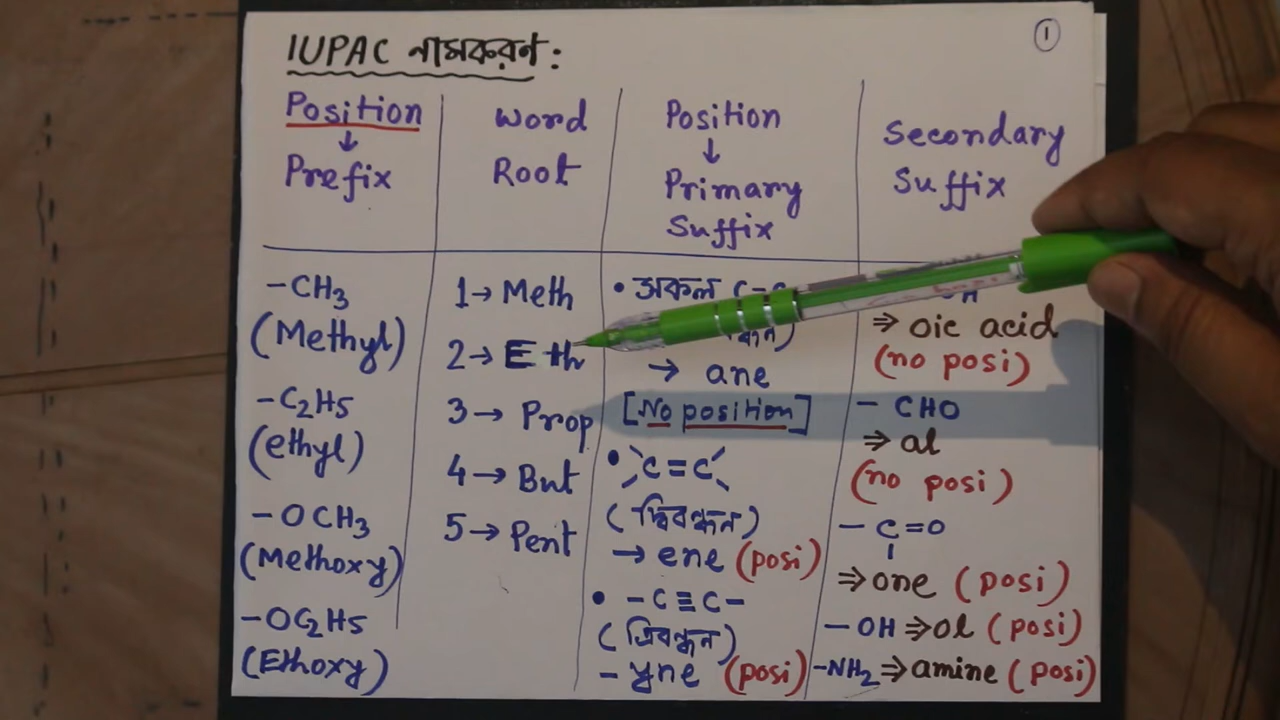 ①
IUPAC নামকরণ:
Position
↓
Prefix
-CH3
(Methyl)
-C2H5
(ethyl)
-OCH3
(Methoxy)
-OC2H5
(Ethoxy)
Word
Root
1→ Meth
2→ Eth
3→ Prop
4→ But
5→ Pent
Position
↓
Primary
Suffix
• সকল C-C
→ ane
[No position]
• C=C
(দ্বিবন্ধন)
→ ene (posi)
• -C≡C-
(ত্রিবন্ধন)
- yne (posi)
Secondary
Suffix
⇒ oic acid
(no posi)
- CHO
⇒ al
(no posi)
- C=O
⇒ one (posi)
- OH ⇒ ol (posi)
-NH2 ⇒ amine (posi)